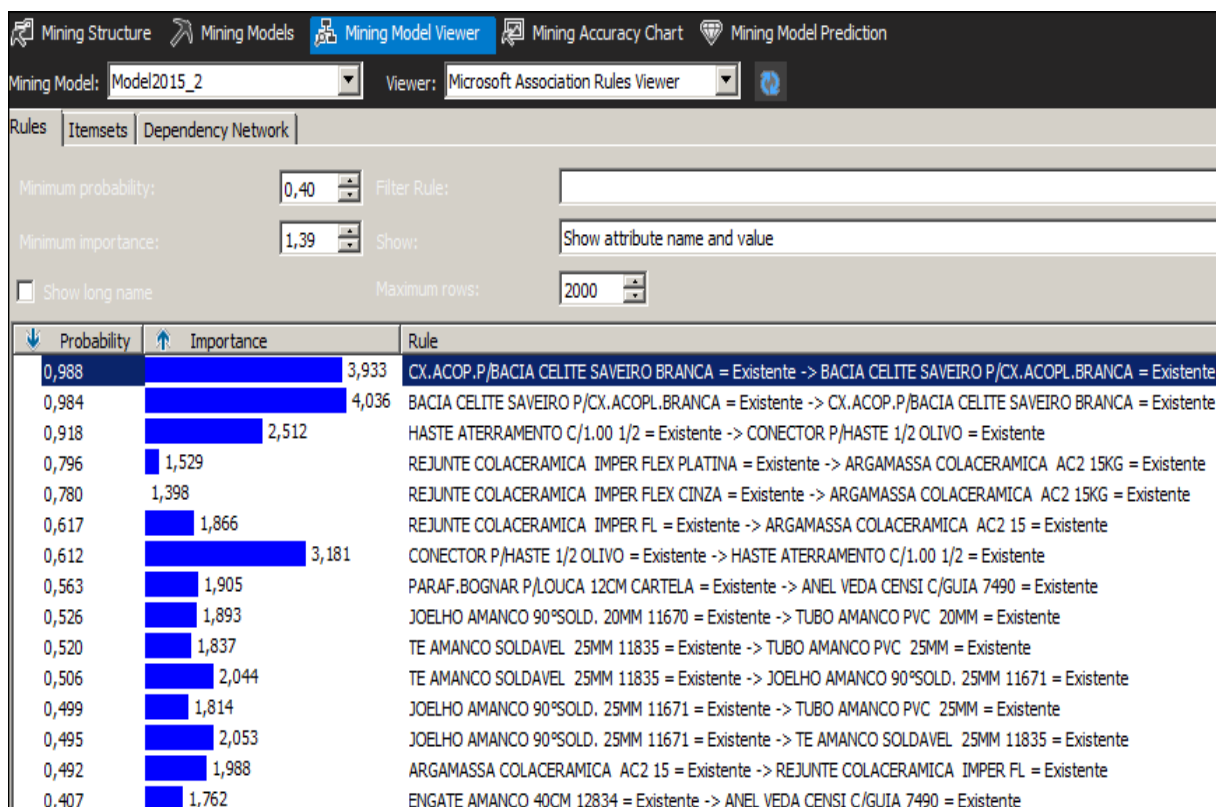 Mining Structure Mining Models Mining Model Viewer Mining Accuracy Chart Mining Model Prediction
Mining Model: Model2015_2 Viewer: Microsoft Association Rules Viewer
Rules Itemsets Dependency Network
Minimum probability: 0,40 Filter Rule:
Minimum importance: 1,39 Show: Show attribute name and value
Show long name Maximum rows: 2000
Probability Importance Rule
0,988 3,933 CX.ACOP.P/BACIA CELITE SAVEIRO BRANCA = Existente -> BACIA CELITE SAVEIRO P/CX.ACOPL.BRANCA = Existente
0,984 4,036 BACIA CELITE SAVEIRO P/CX.ACOPL.BRANCA = Existente -> CX.ACOP.P/BACIA CELITE SAVEIRO BRANCA = Existente
0,918 2,512 HASTE ATERRAMENTO C/1.00 1/2 = Existente -> CONECTOR P/HASTE 1/2 OLIVO = Existente
0,796 1,529 REJUNTE COLACERAMICA IMPER FLEX PLATINA = Existente -> ARGAMASSA COLACERAMICA AC2 15KG = Existente
0,780 1,398 REJUNTE COLACERAMICA IMPER FLEX CINZA = Existente -> ARGAMASSA COLACERAMICA AC2 15KG = Existente
0,617 1,866 REJUNTE COLACERAMICA IMPER FL = Existente -> ARGAMASSA COLACERAMICA AC2 15 = Existente
0,612 3,181 CONECTOR P/HASTE 1/2 OLIVO = Existente -> HASTE ATERRAMENTO C/1.00 1/2 = Existente
0,563 1,905 PARAF.BOGNAR P/LOUCA 12CM CARTELA = Existente -> ANEL VEDA CENSI C/GUIA 7490 = Existente
0,526 1,893 JOELHO AMANCO 90°SOLD. 20MM 11670 = Existente -> TUBO AMANCO PVC 20MM = Existente
0,520 1,837 TE AMANCO SOLDAVEL 25MM 11835 = Existente -> TUBO AMANCO PVC 25MM = Existente
0,506 2,044 TE AMANCO SOLDAVEL 25MM 11835 = Existente -> JOELHO AMANCO 90°SOLD. 25MM 11671 = Existente
0,499 1,814 JOELHO AMANCO 90°SOLD. 25MM 11671 = Existente -> TUBO AMANCO PVC 25MM = Existente
0,495 2,053 JOELHO AMANCO 90°SOLD. 25MM 11671 = Existente -> TE AMANCO SOLDAVEL 25MM 11835 = Existente
0,492 1,988 ARGAMASSA COLACERAMICA AC2 15 = Existente -> REJUNTE COLACERAMICA IMPER FL = Existente
0,407 1,762 ENGATE AMANCO 40CM 12834 = Existente -> ANEL VEDA CENSI C/GUIA 7490 = Existente